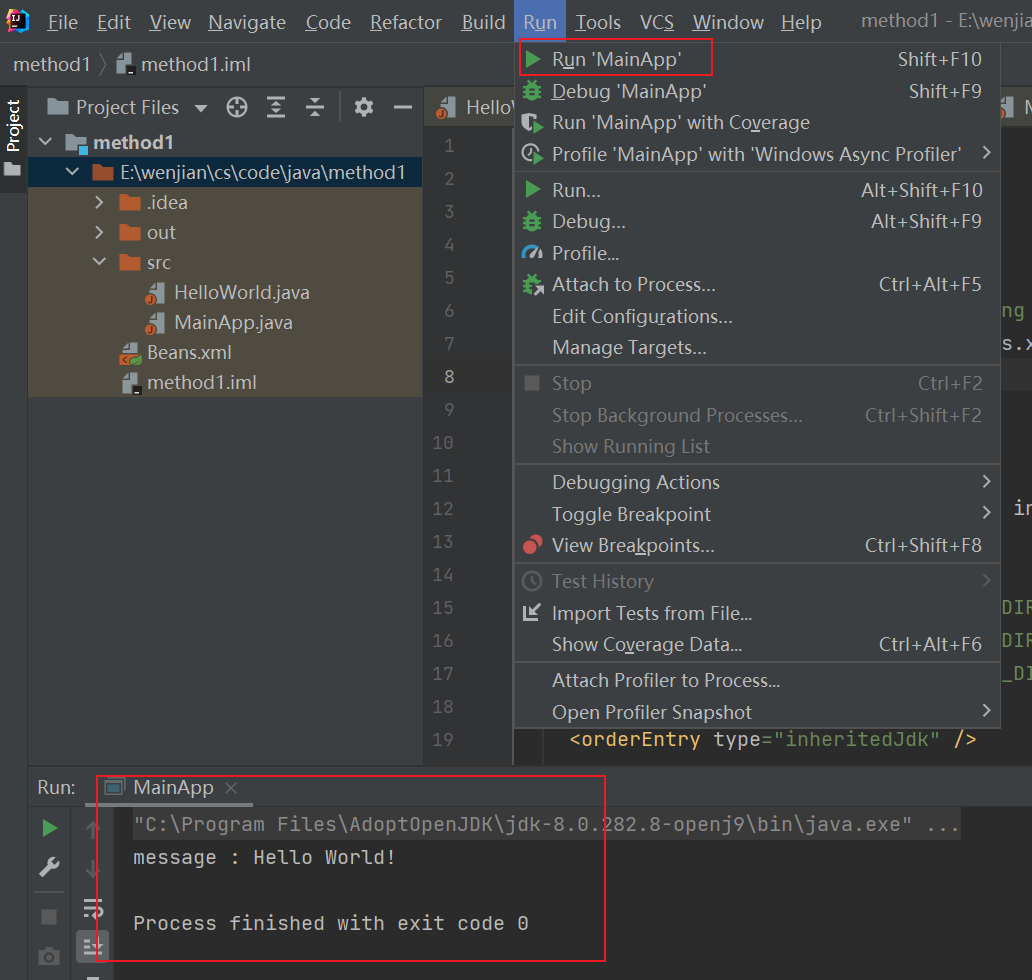 File Edit View Navigate Code Refactor Build Run Tools VCS Window Help method1 - E:\wenjia
method1 method1.iml
Project
Project Files
method1
E:\wenjian\cs\code\java\method1
.idea
out
src
HelloWorld.java
MainApp.java
Beans.xml
method1.iml
Hello
1
2
3
4
5
6
7
8
9
10
11
12
13
14
15
16
17
18
19
Run 'MainApp' Shift+F10
Debug 'MainApp' Shift+F9
Run 'MainApp' with Coverage
Profile 'MainApp' with 'Windows Async Profiler'
Run... Alt+Shift+F10
Debug... Alt+Shift+F9
Profile...
Attach to Process... Ctrl+Alt+F5
Edit Configurations...
Manage Targets...
Stop Ctrl+F2
Stop Background Processes... Ctrl+Shift+F2
Show Running List
Debugging Actions
Toggle Breakpoint
View Breakpoints... Ctrl+Shift+F8
Test History
Import Tests from File...
Show Coverage Data... Ctrl+Alt+F6
Attach Profiler to Process...
Open Profiler Snapshot
ng
s.x
in
DIR
DIR
_DI
<orderEntry type="inheritedJdk" />
Run: MainApp
"C:\Program Files\AdoptOpenJDK\jdk-8.0.282.8-openj9\bin\java.exe" ...
message : Hello World!
Process finished with exit code 0